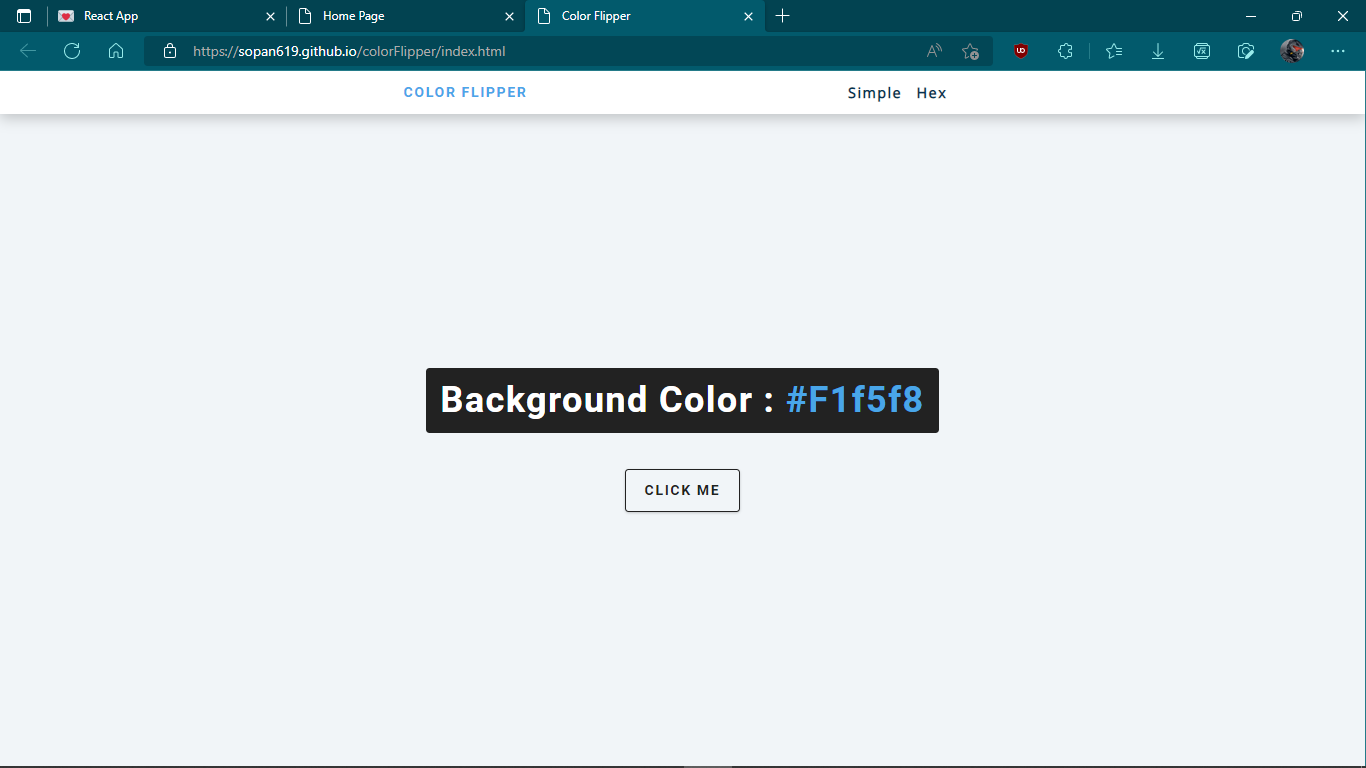 React App
Home Page
Color Flipper
https://sopan619.github.io/colorFlipper/index.html
COLOR FLIPPER
Simple Hex
Background Color : #F1f5f8
CLICK ME